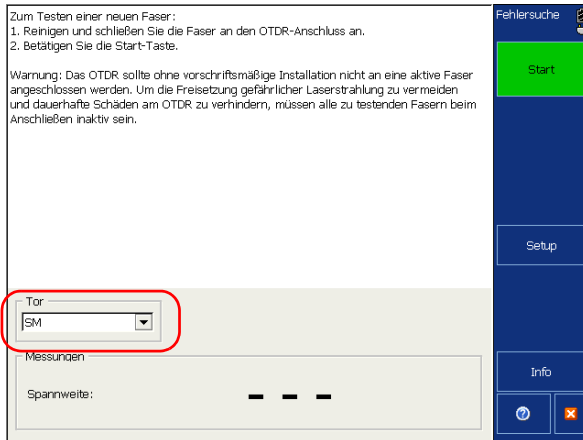 Zum Testen einer neuen Faser:
1. Reinigen und schließen Sie die Faser an den OTDR-Anschluss an.
2. Betätigen Sie die Start-Taste.
Warnung: Das OTDR sollte ohne vorschriftsmäßige Installation nicht an eine aktive Faser
angeschlossen werden. Um die Freisetzung gefährlicher Laserstrahlung zu vermeiden
und dauerhafte Schäden am OTDR zu verhindern, müssen alle zu testenden Fasern beim
Anschließen inaktiv sein.
Tor
SM
Messungen
Spannweite:
– – –
Fehlersuche
Start
Setup
Info
?
x